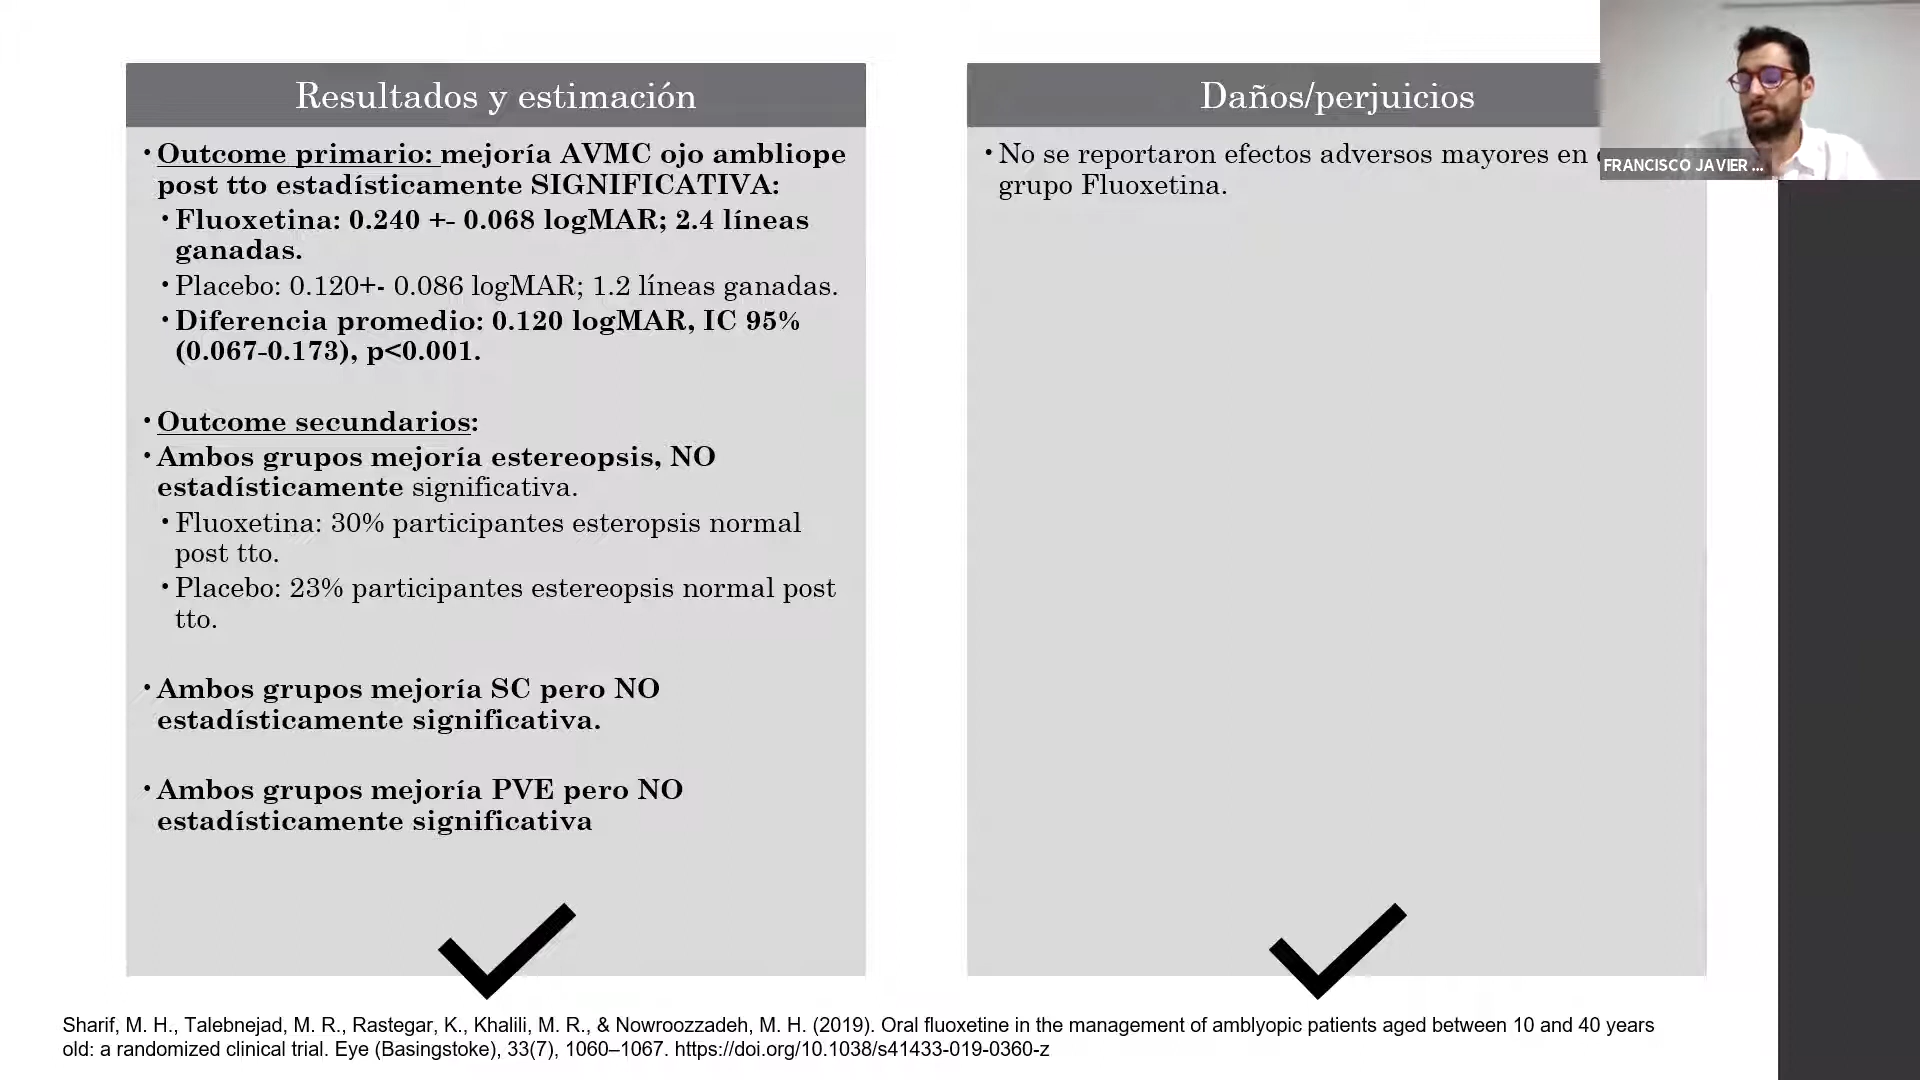 Resultados y estimación
• Outcome primario: mejoría AVMC ojo ambliope
post tto estadísticamente SIGNIFICATIVA:
• Fluoxetina: 0.240 +- 0.068 logMAR; 2.4 líneas
ganadas.
• Placebo: 0.120+- 0.086 logMAR; 1.2 líneas ganadas.
• Diferencia promedio: 0.120 logMAR, IC 95%
(0.067-0.173), p<0.001.
• Outcome secundarios:
• Ambos grupos mejoría estereopsis, NO
estadísticamente significativa.
• Fluoxetina: 30% participantes esteropsis normal
post tto.
• Placebo: 23% participantes estereopsis normal post
tto.
• Ambos grupos mejoría SC pero NO
estadísticamente significativa.
• Ambos grupos mejoría PVE pero NO
estadísticamente significativa
Daños/perjuicios
• No se reportaron efectos adversos mayores en
grupo Fluoxetina.
FRANCISCO JAVIER ...
Sharif, M. H., Talebnejad, M. R., Rastegar, K., Khalili, M. R., & Nowroozzadeh, M. H. (2019). Oral fluoxetine in the management of amblyopic patients aged between 10 and 40 years
old: a randomized clinical trial. Eye (Basingstoke), 33(7), 1060–1067. https://doi.org/10.1038/s41433-019-0360-z